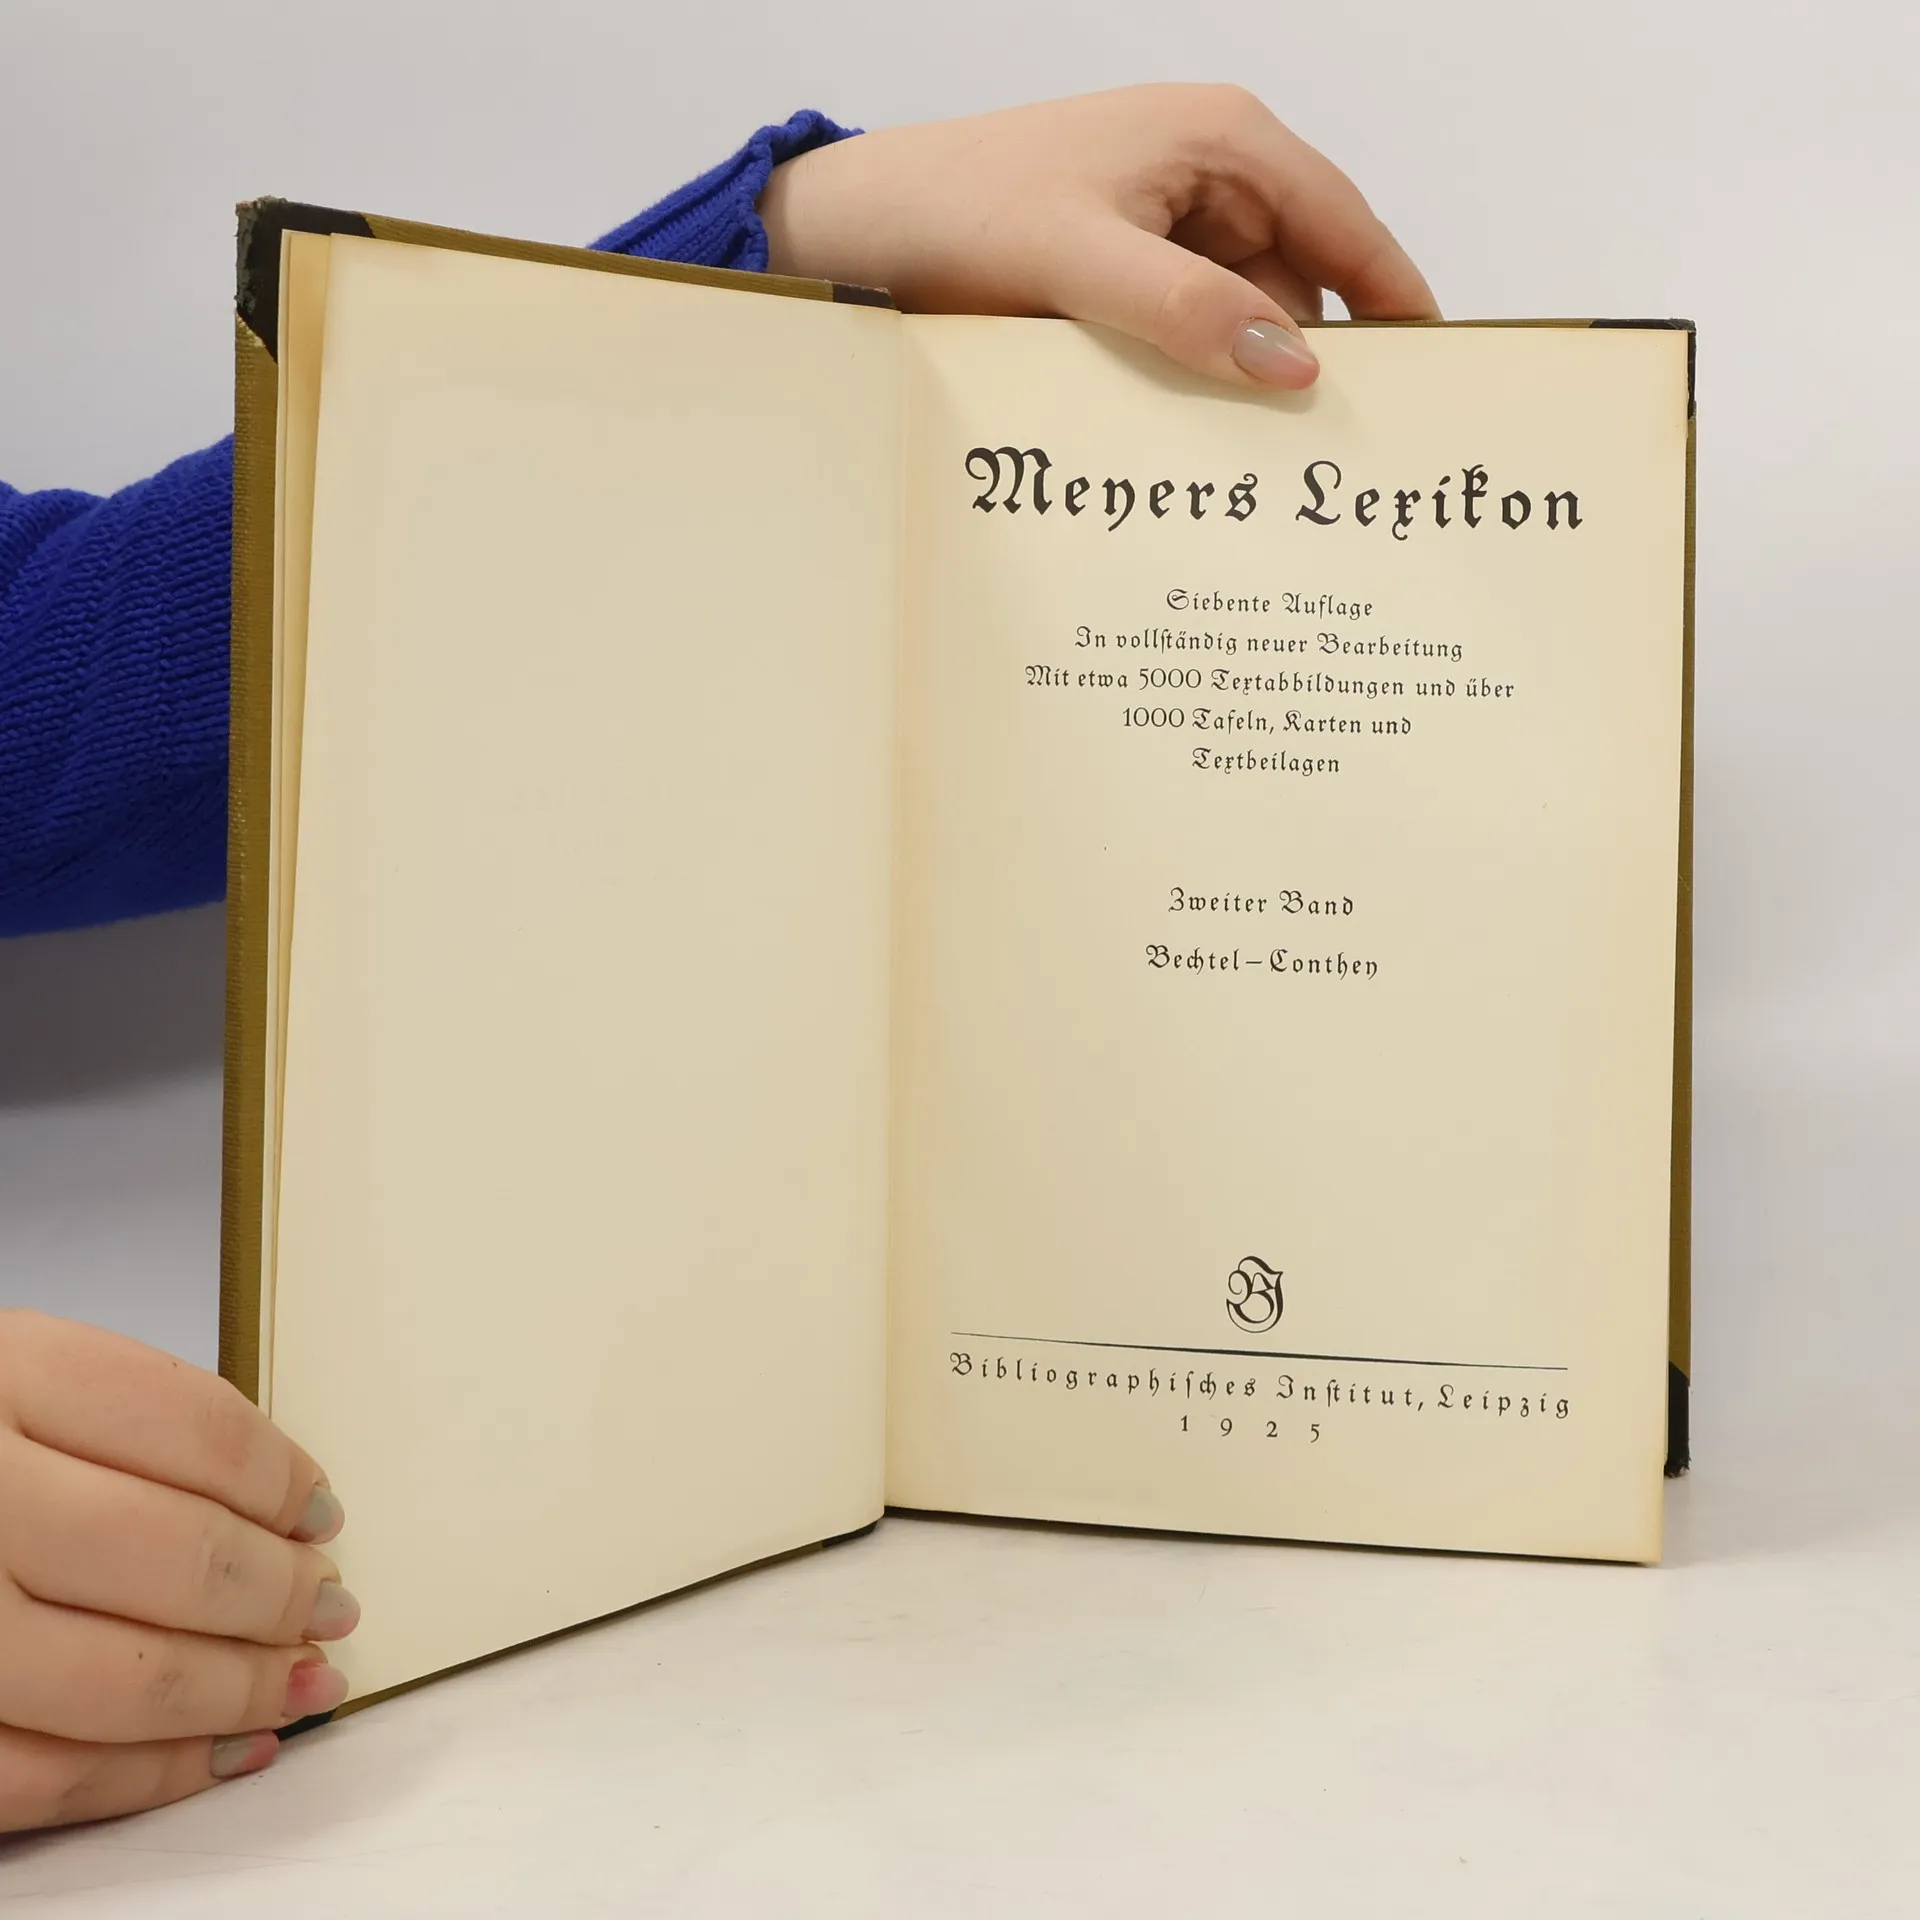 Meyers Lexikon
Siebente Auflage
In vollſtändig neuer Bearbeitung
Mit etwa 5000 Textabbildungen und über
1000 Tafeln, Karten und
Textbeilagen
Zweiter Band
Bechtel–Conthey
BI
Bibliographiſches Inſtitut, Leipzig
1925